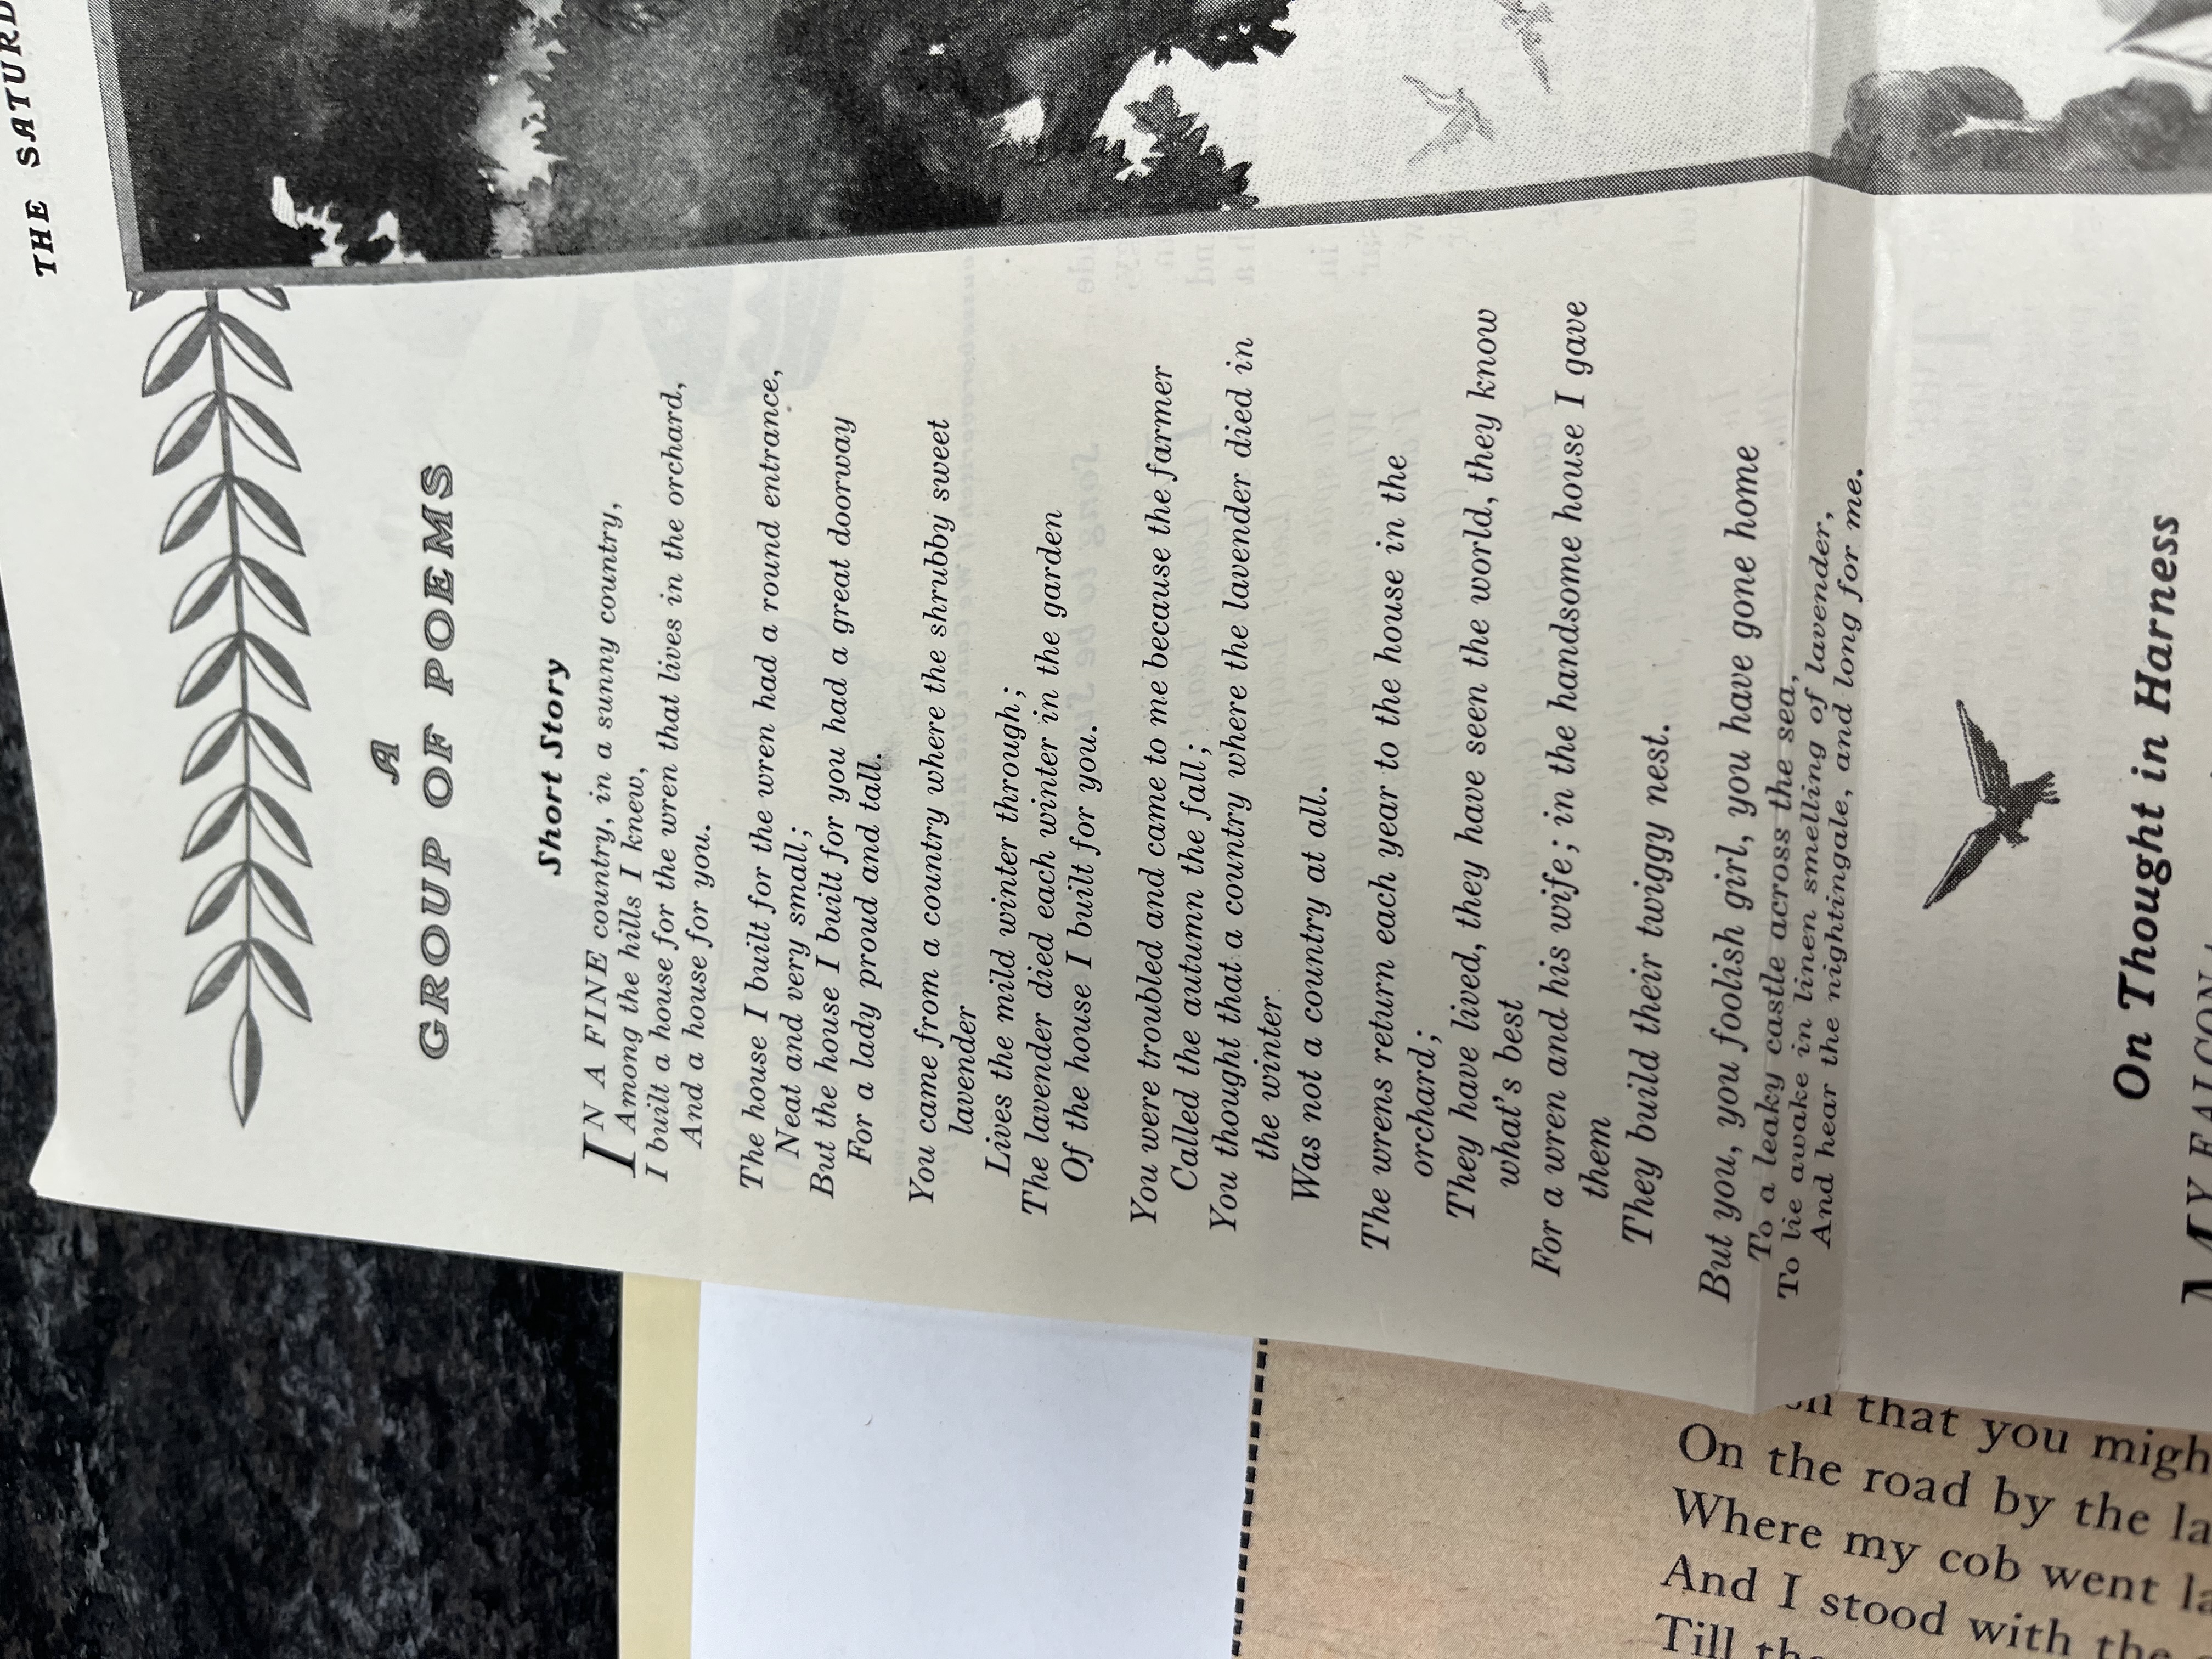 THE SATURD
A
GROUP OF POEMS
Short Story
IN A FINE country, in a sunny country,
Among the hills I knew,
I built a house for the wren that lives in the orchard,
And a house for you.
The house I built for the wren had a round entrance,
Neat and very small;
But the house I built for you had a great doorway
For a lady proud and tall.
You came from a country where the shrubby sweet
lavender
Lives the mild winter through;
The lavender died each winter in the garden
Of the house I built for you.
You were troubled and came to me because the farmer
Called the autumn the fall;
You thought that a country where the lavender died in
the winter
Was not a country at all.
The wrens return each year to the house in the
orchard;
They have lived, they have seen the world, they know
what's best
For a wren and his wife; in the handsome house I gave
them
They build their twiggy nest.
But you, you foolish girl, you have gone home
To a leaky castle across the sea,
To lie awake in linen smelling of lavender,
And hear the nightingale, and long for me.
On Thought in Harness
MY FALCON
that you migh
On the road by the la
Where my cob went la
And I stood with the
Till th